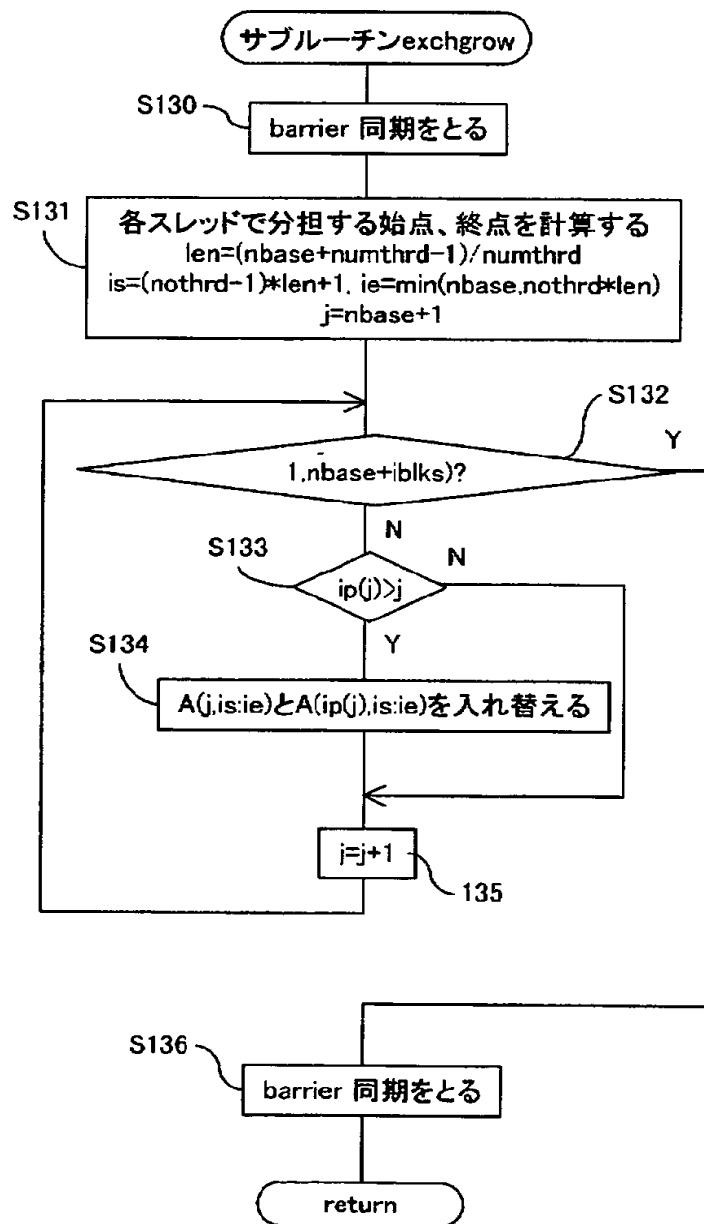 サブルーチンexchgrow
S130
barrier 同期をとる
S131
各スレッドで分担する始点、終点を計算する
len=(nbase+numthrd-1)/numthrd
is=(nothrd-1)*len+1, ie=min(nbase,nothrd*len)
j=nbase+1
S132
Y
1,nbase+iblks)?
N
S133
N
ip(j)>j
Y
S134
A(j,is:ie)とA(ip(j),is:ie)を入れ替える
j=j+1
135
S136
barrier 同期をとる
return